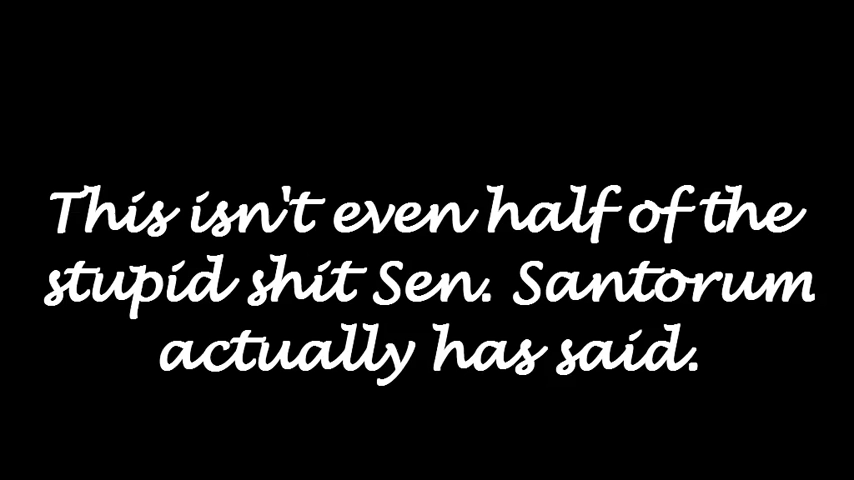 This isn't even half of the
stupid shit Sen. Santorum
actually has said.